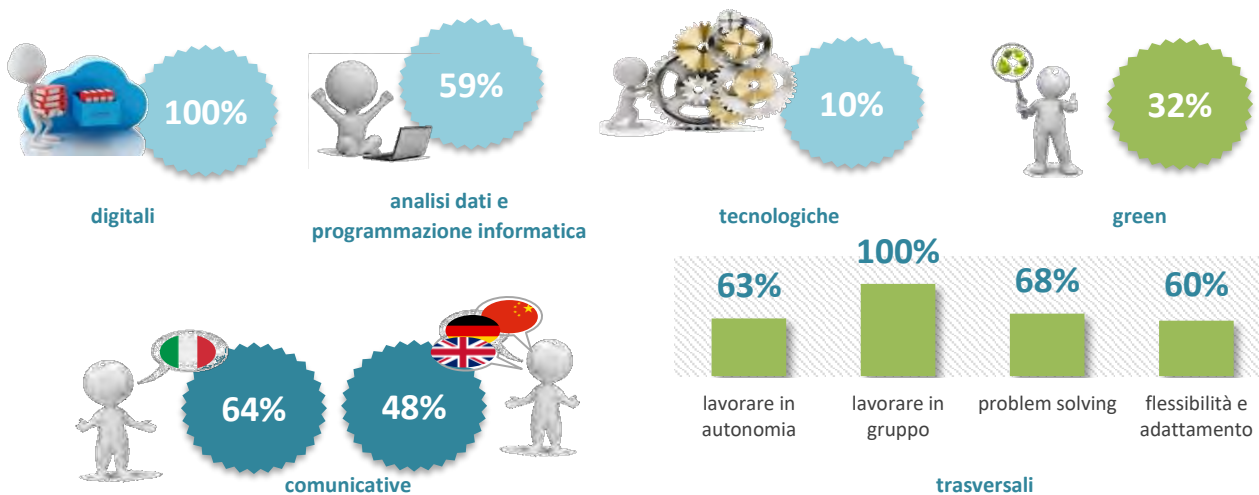 100%
59%
10%
32%
digitali
analisi dati e
programmazione informatica
tecnologiche
green
64%
48%
comunicative
63%
100%
68%
60%
lavorare in
autonomia
lavorare in
gruppo
problem solving
flessibilità e
adattamento
trasversali